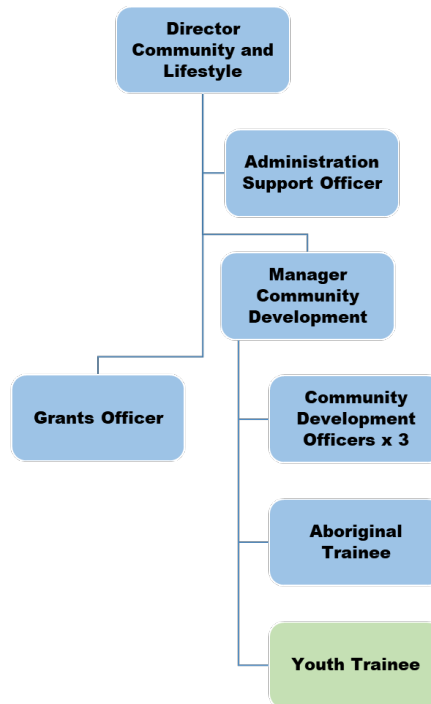 Director
Community and
Lifestyle
Administration
Support Officer
Manager
Community
Development
Grants Officer
Community
Development
Officers x 3
Aboriginal
Trainee
Youth Trainee